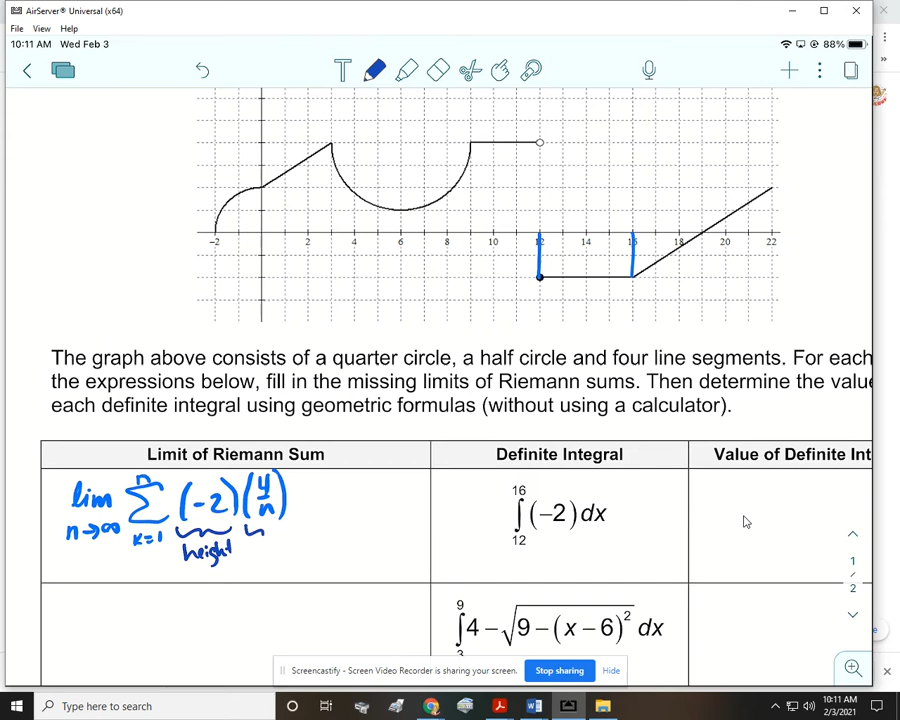 AirServer® Universal (x64)
File View Help
10:11 AM Wed Feb 3
88%
T
-2 2 4 6 8 10 12 14 16 18 20 22
The graph above consists of a quarter circle, a half circle and four line segments. For each
the expressions below, fill in the missing limits of Riemann sums. Then determine the value
each definite integral using geometric formulas (without using a calculator).
Limit of Riemann Sum Definite Integral Value of Definite Int
lim n→∞ n Σ k=1 (-2) (4/n)
height
16 ∫ 12 (−2) dx
9 ∫ 3 4 − √9 − (x − 6)² dx
1
/
2
Screencastify - Screen Video Recorder is sharing your screen. Stop sharing Hide
Type here to search
10:11 AM
2/3/2021